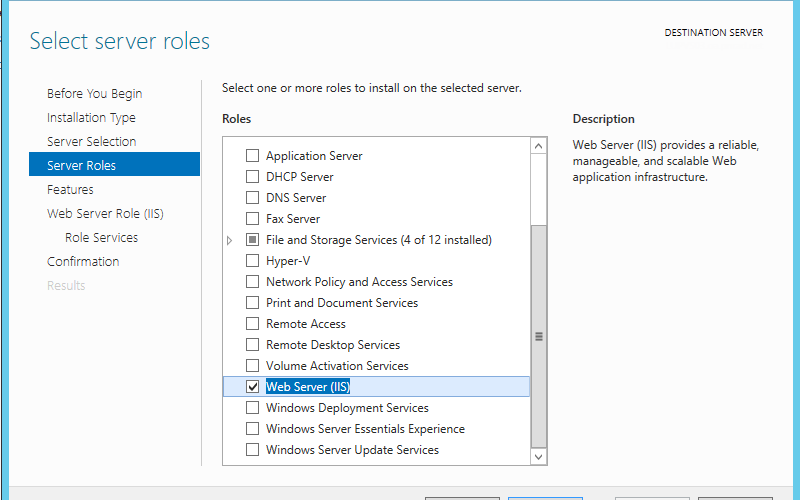 Select server roles
DESTINATION SERVER
Before You Begin
Installation Type
Server Selection
Server Roles
Features
Web Server Role (IIS)
Role Services
Confirmation
Results
Select one or more roles to install on the selected server.
Roles
Application Server
DHCP Server
DNS Server
Fax Server
File and Storage Services (4 of 12 installed)
Hyper-V
Network Policy and Access Services
Print and Document Services
Remote Access
Remote Desktop Services
Volume Activation Services
Web Server (IIS)
Windows Deployment Services
Windows Server Essentials Experience
Windows Server Update Services
Description
Web Server (IIS) provides a reliable,
manageable, and scalable Web
application infrastructure.